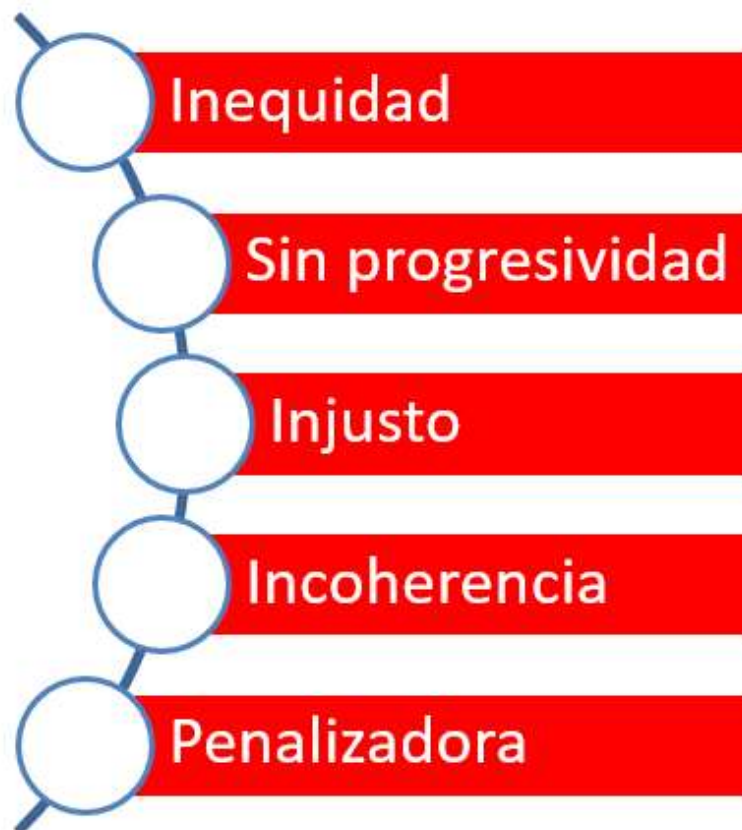 Inequidad
Sin progresividad
Injusto
Incoherencia
Penalizadora